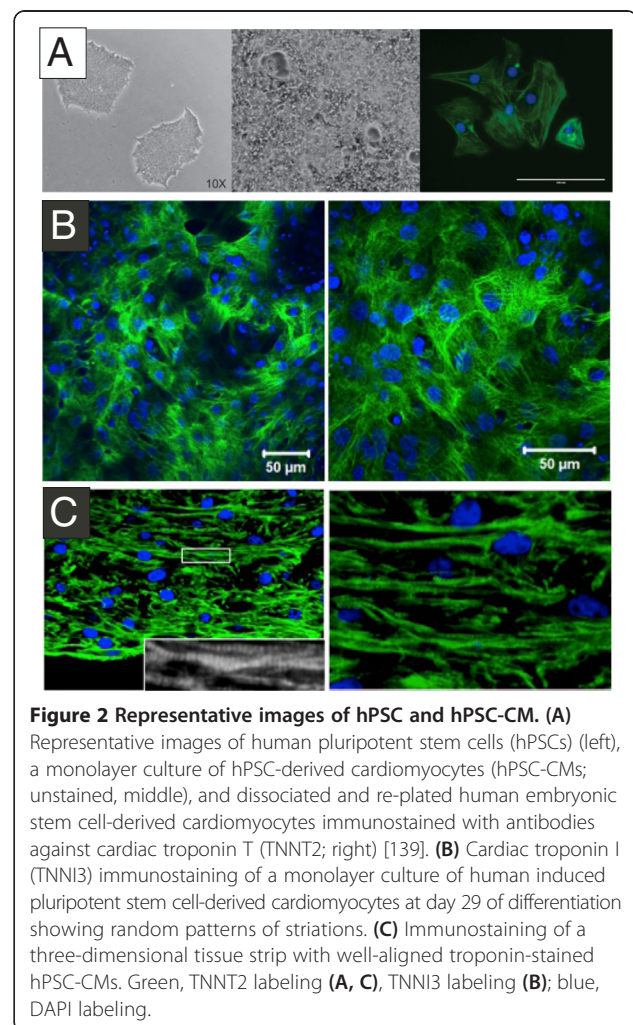 A
10X
B
50 µm
50 µm
C
Figure 2 Representative images of hPSC and hPSC-CM. (A)
Representative images of human pluripotent stem cells (hPSCs) (left),
a monolayer culture of hPSC-derived cardiomyocytes (hPSC-CMs;
unstained, middle), and dissociated and re-plated human embryonic
stem cell-derived cardiomyocytes immunostained with antibodies
against cardiac troponin T (TNNT2; right) [139]. (B) Cardiac troponin I
(TNNI3) immunostaining of a monolayer culture of human induced
pluripotent stem cell-derived cardiomyocytes at day 29 of differentiation
showing random patterns of striations. (C) Immunostaining of a
three-dimensional tissue strip with well-aligned troponin-stained
hPSC-CMs. Green, TNNT2 labeling (A, C), TNNI3 labeling (B); blue,
DAPI labeling.